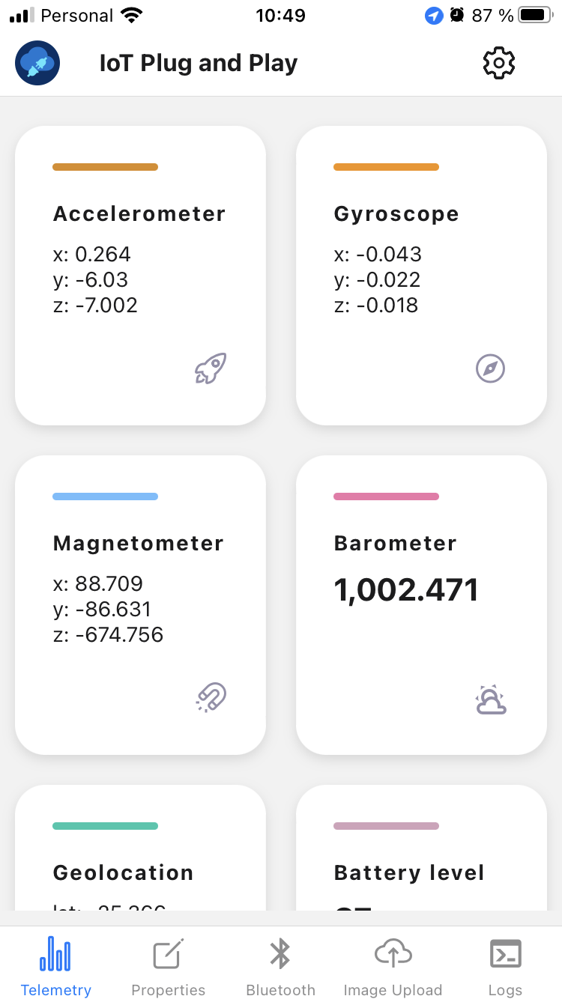 Personal 10:49 87 %
IoT Plug and Play
Accelerometer
x: 0.264
y: -6.03
z: -7.002
Gyroscope
x: -0.043
y: -0.022
z: -0.018
Magnetometer
x: 88.709
y: -86.631
z: -674.756
Barometer
1,002.471
Geolocation
Battery level
Telemetry Properties Bluetooth Image Upload Logs